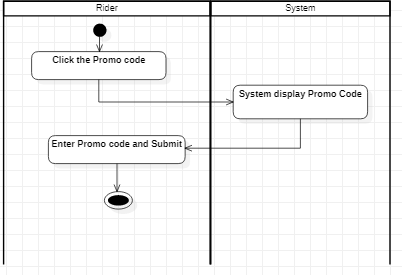 Rider
System
Click the Promo code
System display Promo Code
Enter Promo code and Submit